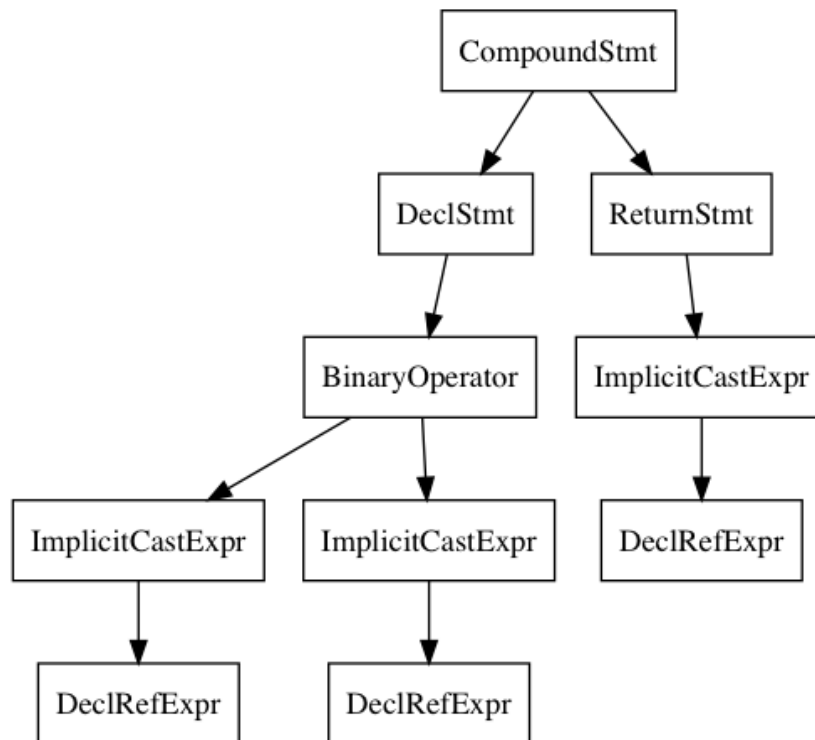 CompoundStmt
DeclStmt
ReturnStmt
BinaryOperator
ImplicitCastExpr
ImplicitCastExpr
ImplicitCastExpr
DeclRefExpr
DeclRefExpr
DeclRefExpr